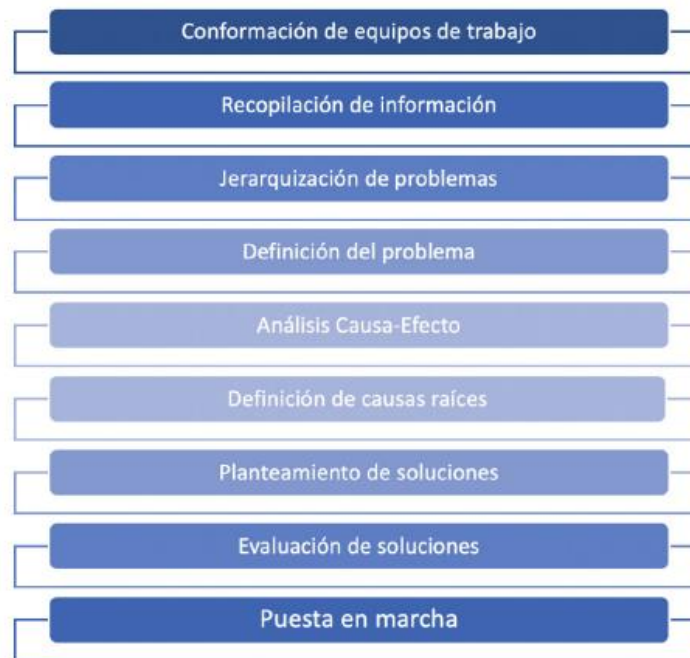 Conformación de equipos de trabajo
Recopilación de información
Jerarquización de problemas
Definición del problema
Análisis Causa-Efecto
Definición de causas raíces
Planteamiento de soluciones
Evaluación de soluciones
Puesta en marcha